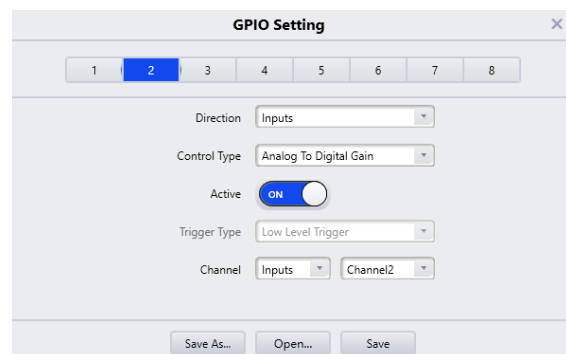 GPIO Setting
1 2 3 4 5 6 7 8
Direction Inputs
Control Type Analog To Digital Gain
Active ON
Trigger Type Low Level Trigger
Channel Inputs Channel2
Save As... Open... Save